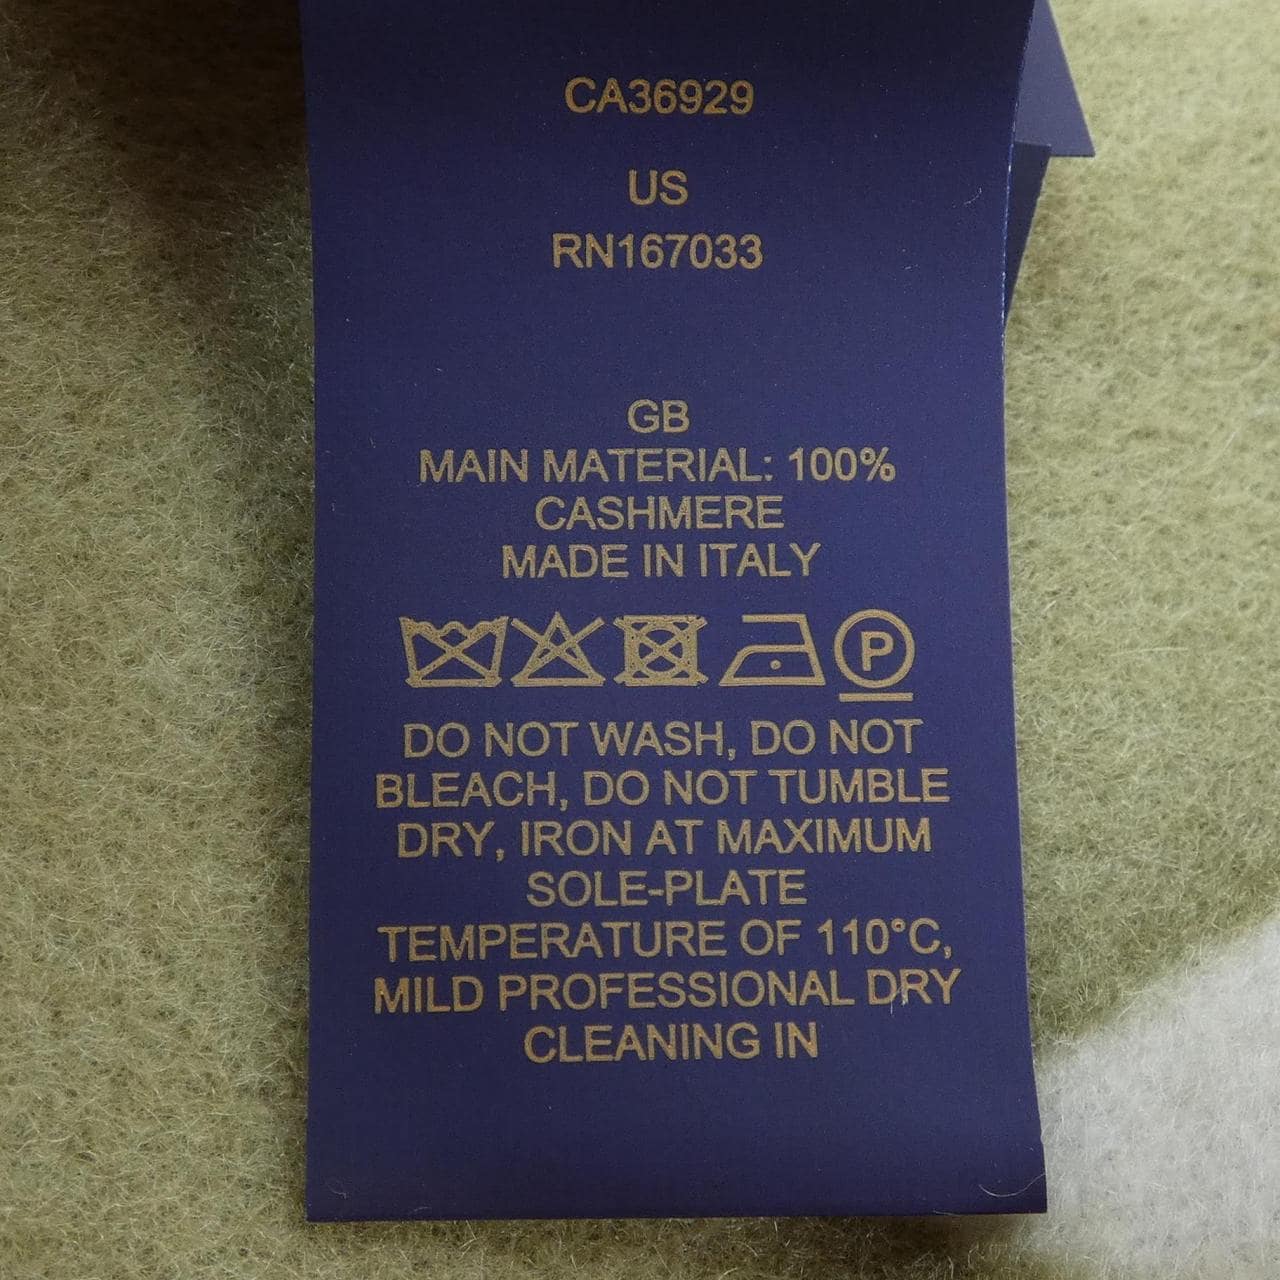 CA36929
US
RN167033
GB
MAIN MATERIAL: 100%
CASHMERE
MADE IN ITALY
P
DO NOT WASH, DO NOT
BLEACH, DO NOT TUMBLE
DRY, IRON AT MAXIMUM
SOLE-PLATE
TEMPERATURE OF 110°C,
MILD PROFESSIONAL DRY
CLEANING IN